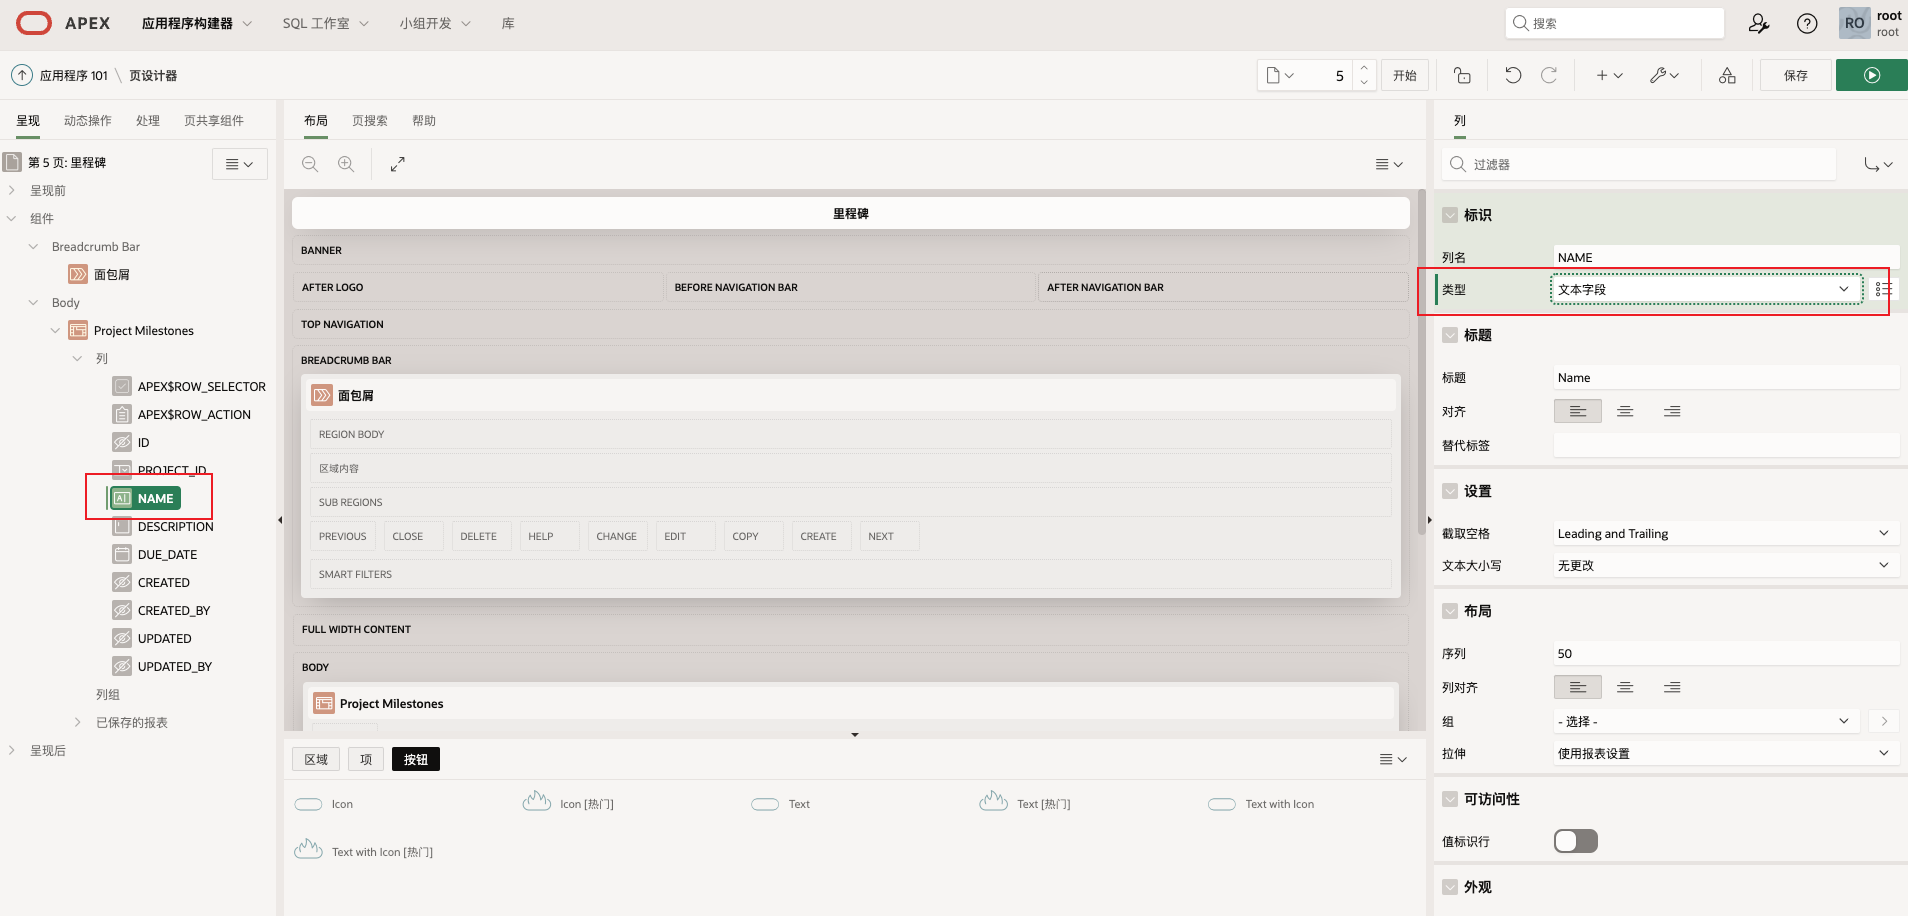 APEX
应用程序构建器
SQL 工作室
小组开发
库
搜索
RO
root
root
应用程序 101 \ 页设计器
5
开始
保存
呈现
动态操作
处理
页共享组件
第 5 页: 里程碑
呈现前
组件
Breadcrumb Bar
面包屑
Body
Project Milestones
列
APEX$ROW_SELECTOR
APEX$ROW_ACTION
ID
PROJECT_ID
NAME
DESCRIPTION
DUE_DATE
CREATED
CREATED_BY
UPDATED
UPDATED_BY
列组
已保存的报表
呈现后
布局
页搜索
帮助
里程碑
BANNER
AFTER LOGO
BEFORE NAVIGATION BAR
AFTER NAVIGATION BAR
TOP NAVIGATION
BREADCRUMB BAR
面包屑
REGION BODY
区域内容
SUB REGIONS
PREVIOUS
CLOSE
DELETE
HELP
CHANGE
EDIT
COPY
CREATE
NEXT
SMART FILTERS
FULL WIDTH CONTENT
BODY
Project Milestones
区域
项
按钮
Icon
Icon [热门]
Text
Text [热门]
Text with Icon
Text with Icon [热门]
列
过滤器
标识
列名
NAME
类型
文本字段
标题
标题
Name
对齐
替代标签
设置
截取空格
Leading and Trailing
文本大小写
无更改
布局
序列
50
列对齐
组
- 选择 -
拉伸
使用报表设置
可访问性
值标识行
外观